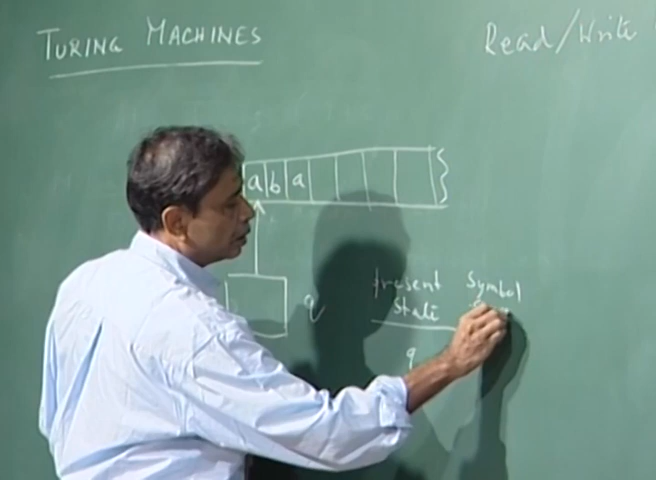 TURING MACHINES
Read/Write
a b a
q
present
state
Symbol
q